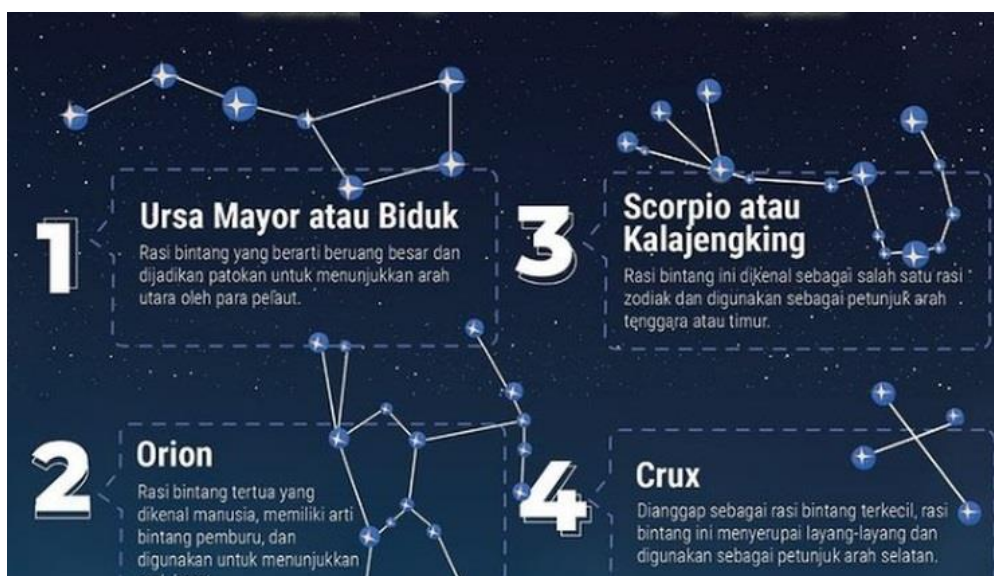 1
Ursa Mayor atau Biduk
Rasi bintang yang berarti beruang besar dan
dijadikan patokan untuk menunjukkan arah
utara oleh para pelaut.
2
Orion
Rasi bintang tertua yang
dikenal manusia, memiliki arti
bintang pemburu, dan
digunakan untuk menunjukkan
3
Scorpio atau
Kalajengking
Rasi bintang ini dikenal sebagai salah satu rasi
zodiak dan digunakan sebagai petunjuk arah
tenggara atau timur.
4
Crux
Dianggap sebagai rasi bintang terkecil, rasi
bintang ini menyerupai layang-layang dan
digunakan sebagai petunjuk arah selatan.